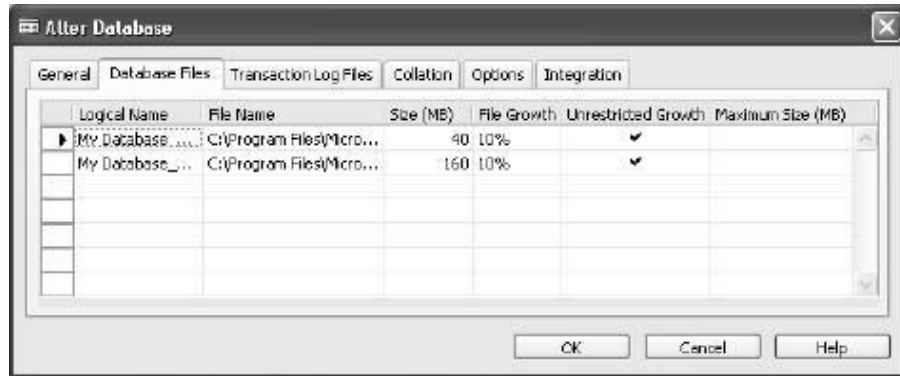 Alter Database
General Database Files Transaction Log Files Collation Options Integration
Logical Name File Name Size (MB) File Growth Unrestricted Growth Maximum Size (MB)
My Database ... C:\Program Files\Micro... 40 10%
My Database_... C:\Program Files\Micro... 160 10%
OK Cancel Help